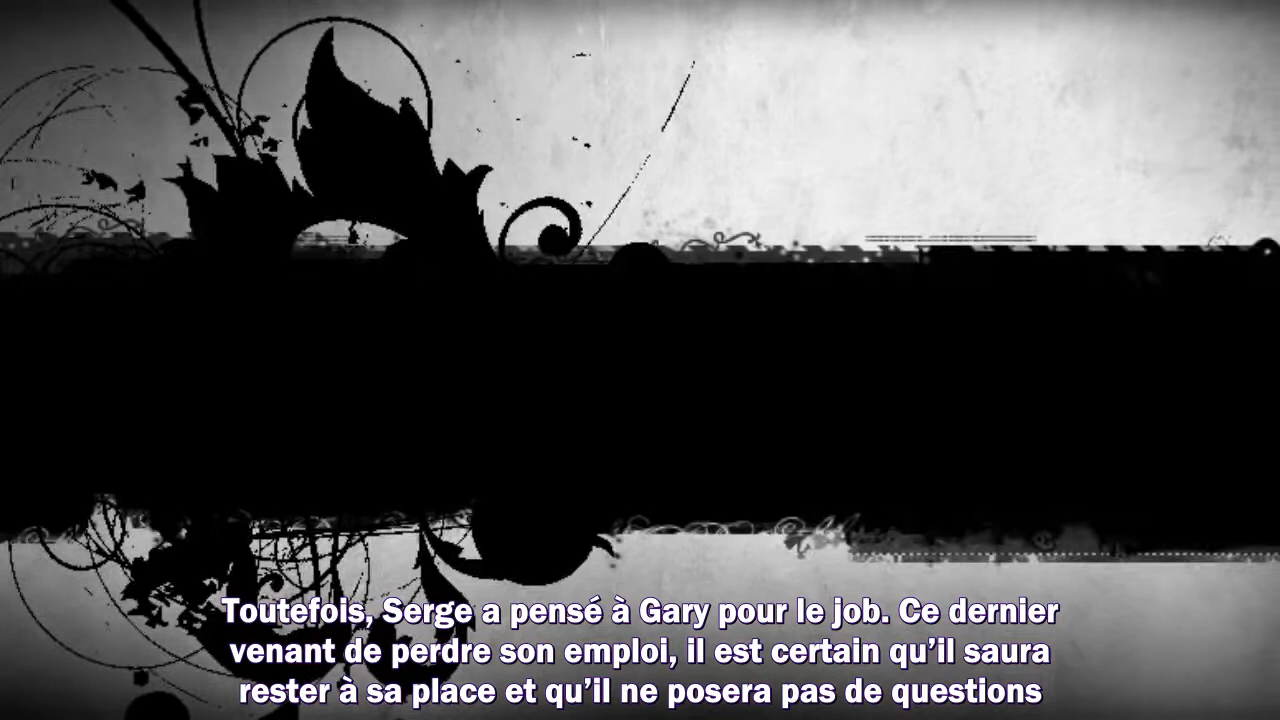 Toutefois, Serge a pensé à Gary pour le job. Ce dernier
venant de perdre son emploi, il est certain qu’il saura
rester à sa place et qu’il ne posera pas de questions